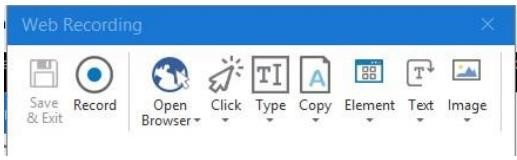 Web Recording
Save & Exit
Record
Open Browser
Click
Type
Copy
Element
Text
Image